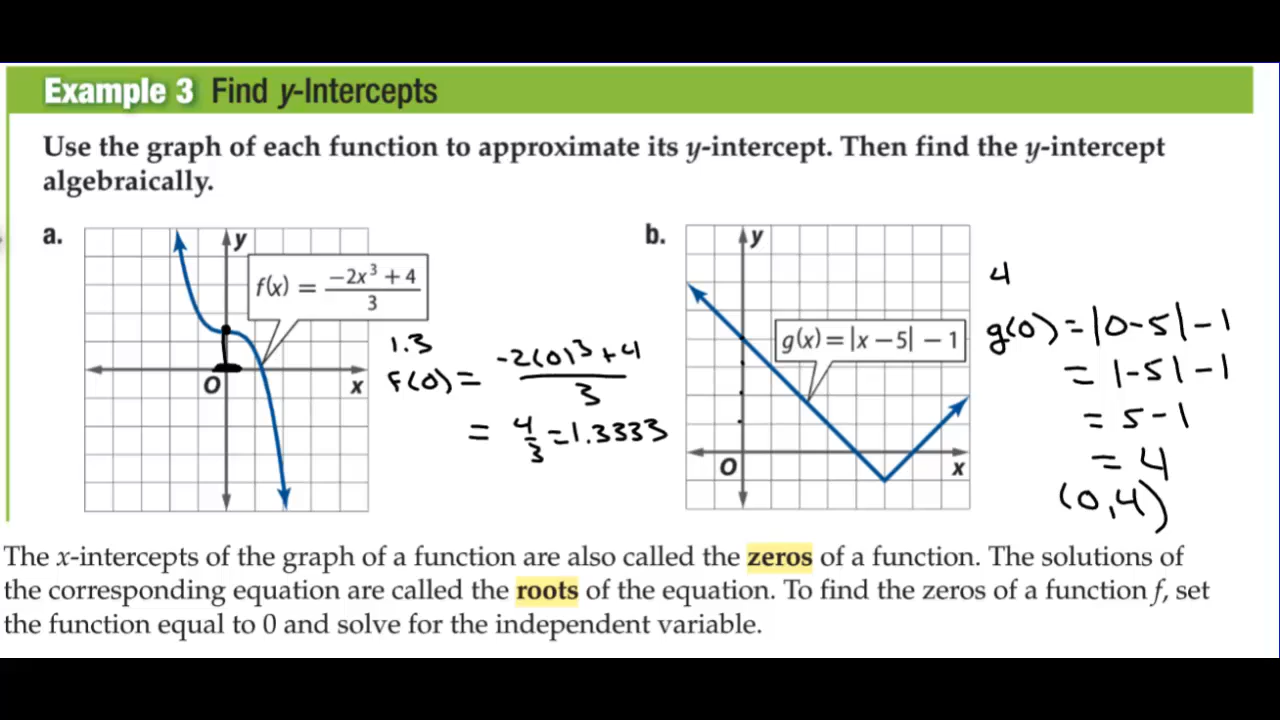 Example 3 Find y-Intercepts
Use the graph of each function to approximate its y-intercept. Then find the y-intercept
algebraically.
a.
y
f(x) = −2x³ + 4
3
O
x
1.3
f(0) = -2(0)³ + 4
3
= 4/3 = 1.3333
b.
y
g(x) = |x − 5| − 1
O
x
4
g(0) = |0-5| - 1
= |-5| - 1
= 5 - 1
= 4
(0,4)
The x-intercepts of the graph of a function are also called the zeros of a function. The solutions of
the corresponding equation are called the roots of the equation. To find the zeros of a function f, set
the function equal to 0 and solve for the independent variable.